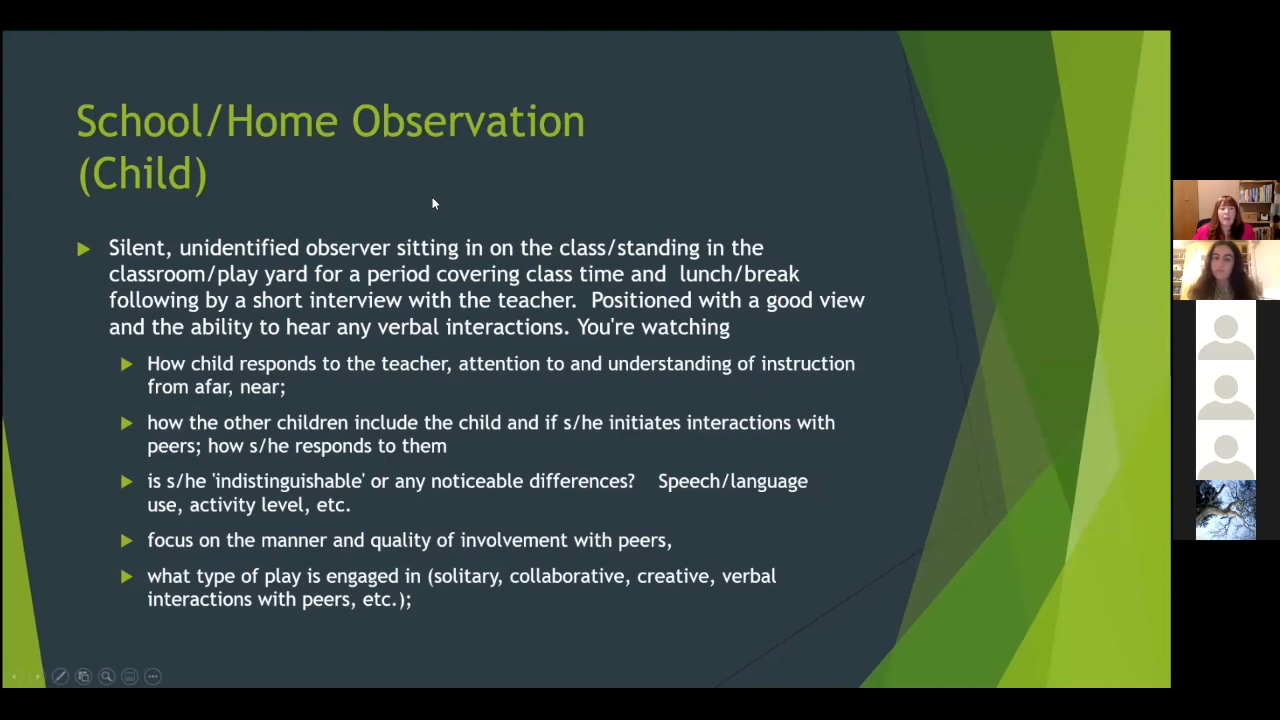 School/Home Observation
(Child)
Silent, unidentified observer sitting in on the class/standing in the
classroom/play yard for a period covering class time and  lunch/break
following by a short interview with the teacher.  Positioned with a good view
and the ability to hear any verbal interactions. You're watching
How child responds to the teacher, attention to and understanding of instruction
from afar, near;
how the other children include the child and if s/he initiates interactions with
peers; how s/he responds to them
is s/he 'indistinguishable' or any noticeable differences?    Speech/language
use, activity level, etc.
focus on the manner and quality of involvement with peers,
what type of play is engaged in (solitary, collaborative, creative, verbal
interactions with peers, etc.);